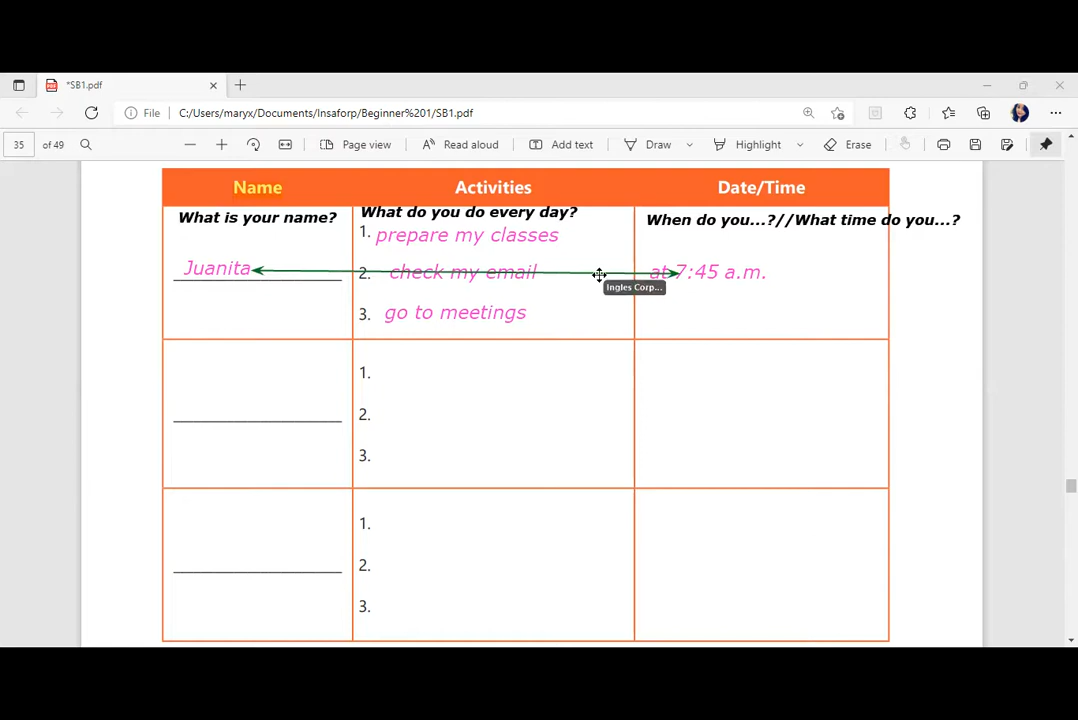 *SB1.pdf
File C:/Users/maryx/Documents/Insaforp/Beginner%201/SB1.pdf
35 of 49 Page view Read aloud Add text Draw Highlight Erase
Name Activities Date/Time
What is your name? What do you do every day? When do you...?//What time do you...?
1. prepare my classes
Juanita 2. check my email at 7:45 a.m.
Ingles Corp...
3. go to meetings
1.
2.
3.
1.
2.
3.